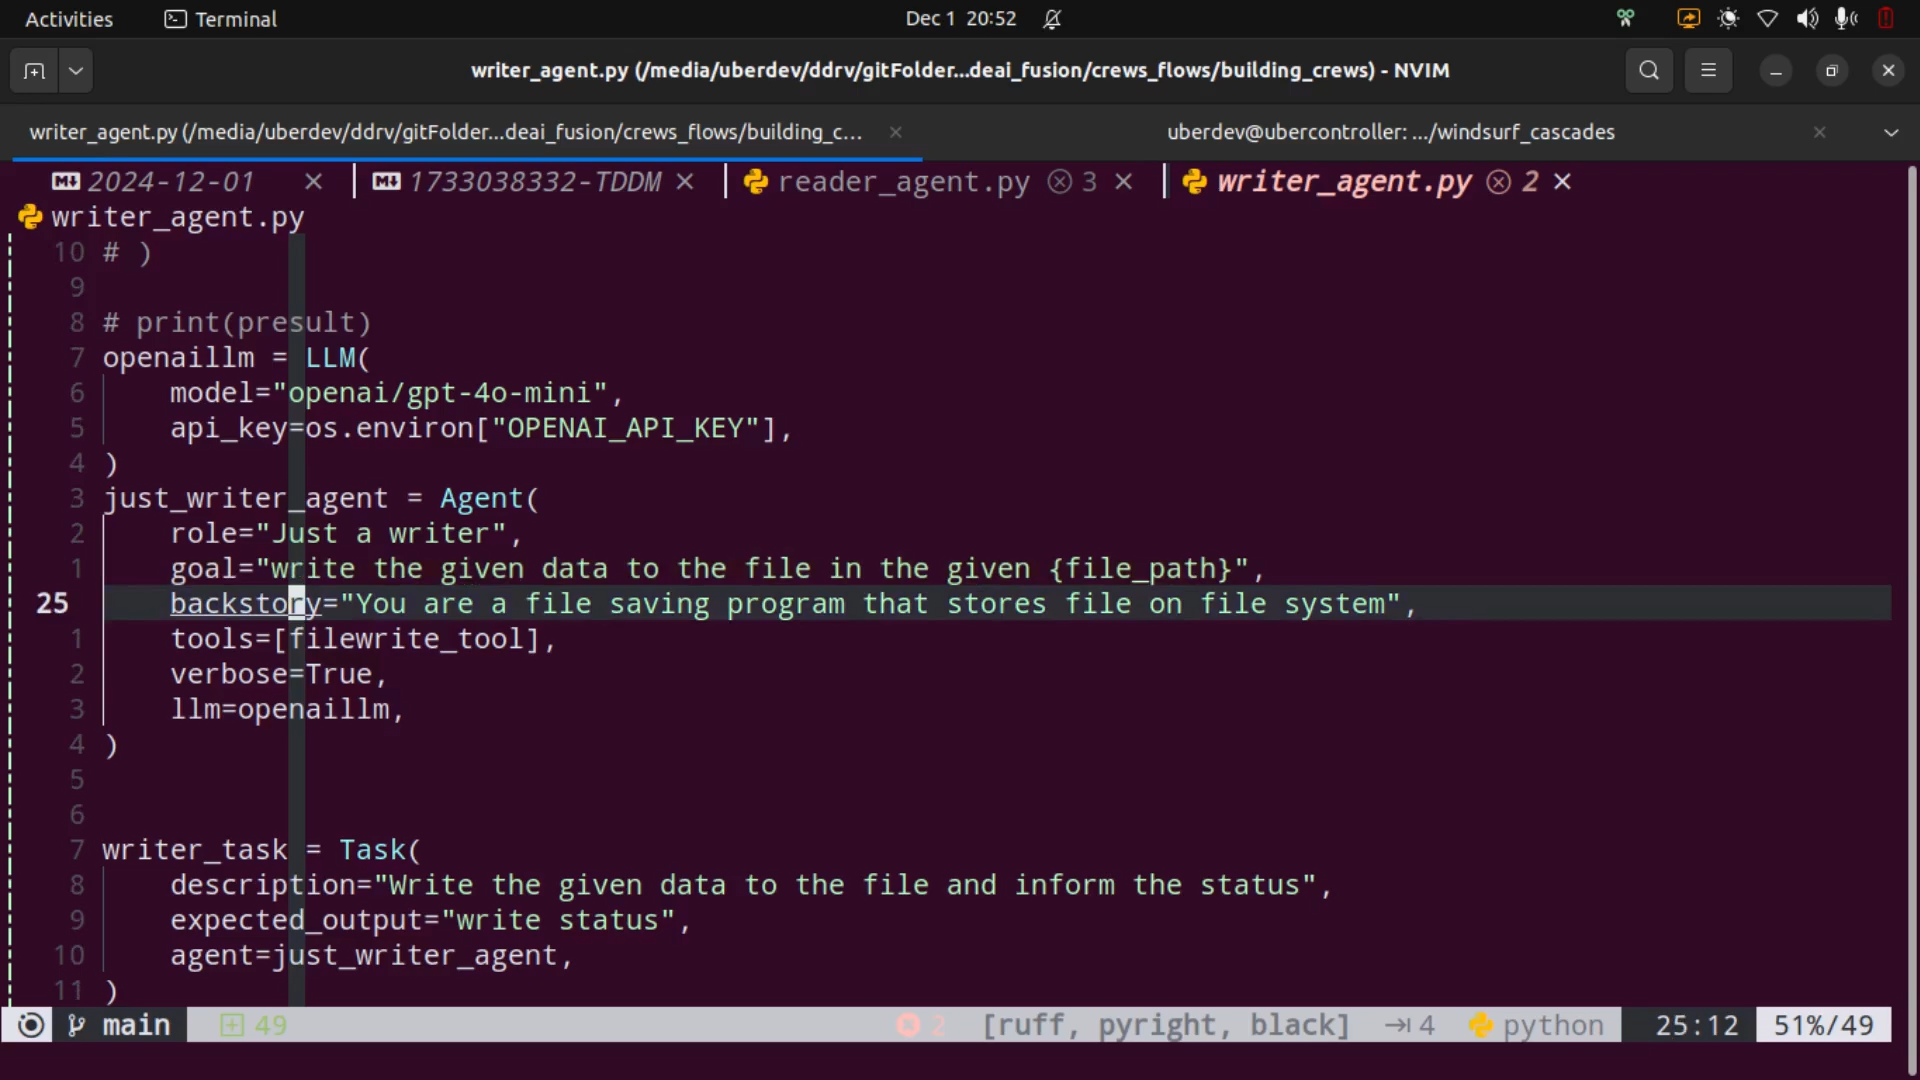 Activities Terminal Dec 1 20:52
writer_agent.py (/media/uberdev/ddrv/gitFolder...deai_fusion/crews_flows/building_crews) - NVIM
writer_agent.py (/media/uberdev/ddrv/gitFolder...deai_fusion/crews_flows/building_c... × uberdev@ubercontroller: .../windsurf_cascades ×
M↓ 2024-12-01 × M↓ 1733038332-TDDM × reader_agent.py ⓧ 3 × writer_agent.py ⓧ 2 ×
writer_agent.py
10 # )
9
8 # print(presult)
7 openaillm = LLM(
6     model="openai/gpt-4o-mini",
5     api_key=os.environ["OPENAI_API_KEY"],
4 )
3 just_writer_agent = Agent(
2     role="Just a writer",
1     goal="write the given data to the file in the given {file_path}",
25     backstory="You are a file saving program that stores file on file system",
1     tools=[filewrite_tool],
2     verbose=True,
3     llm=openaillm,
4 )
5
6
7 writer_task = Task(
8     description="Write the given data to the file and inform the status",
9     expected_output="write status",
10     agent=just_writer_agent,
11 )
main 49 2 [ruff, pyright, black] 4 python 25:12 51%/49